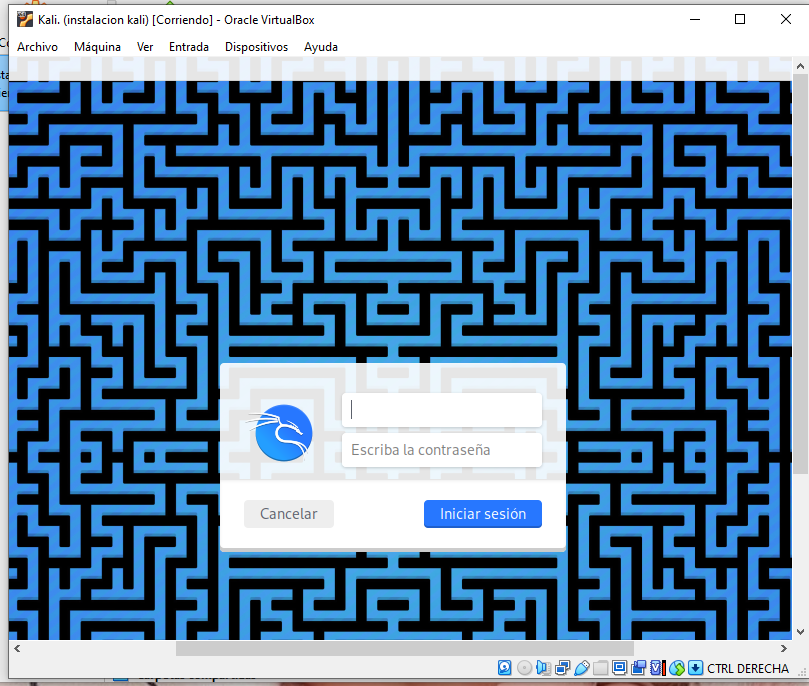 Kali. (instalacion kali) [Corriendo] - Oracle VirtualBox
Archivo Máquina Ver Entrada Dispositivos Ayuda
Escriba la contraseña
Cancelar Iniciar sesión
CTRL DERECHA